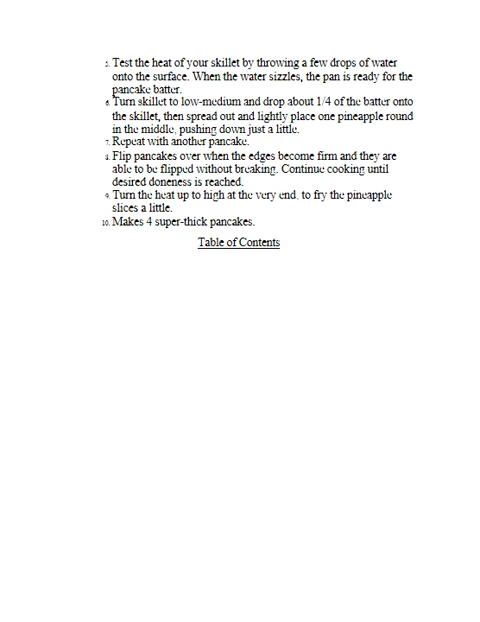 5. Test the heat of your skillet by throwing a few drops of water
onto the surface. When the water sizzles, the pan is ready for the
pancake batter.
6. Turn skillet to low-medium and drop about 1/4 of the batter onto
the skillet, then spread out and lightly place one pineapple round
in the middle, pushing down just a little.
7. Repeat with another pancake.
8. Flip pancakes over when the edges become firm and they are
able to be flipped without breaking. Continue cooking until
desired doneness is reached.
9. Turn the heat up to high at the very end, to fry the pineapple
slices a little.
10. Makes 4 super-thick pancakes.
Table of Contents